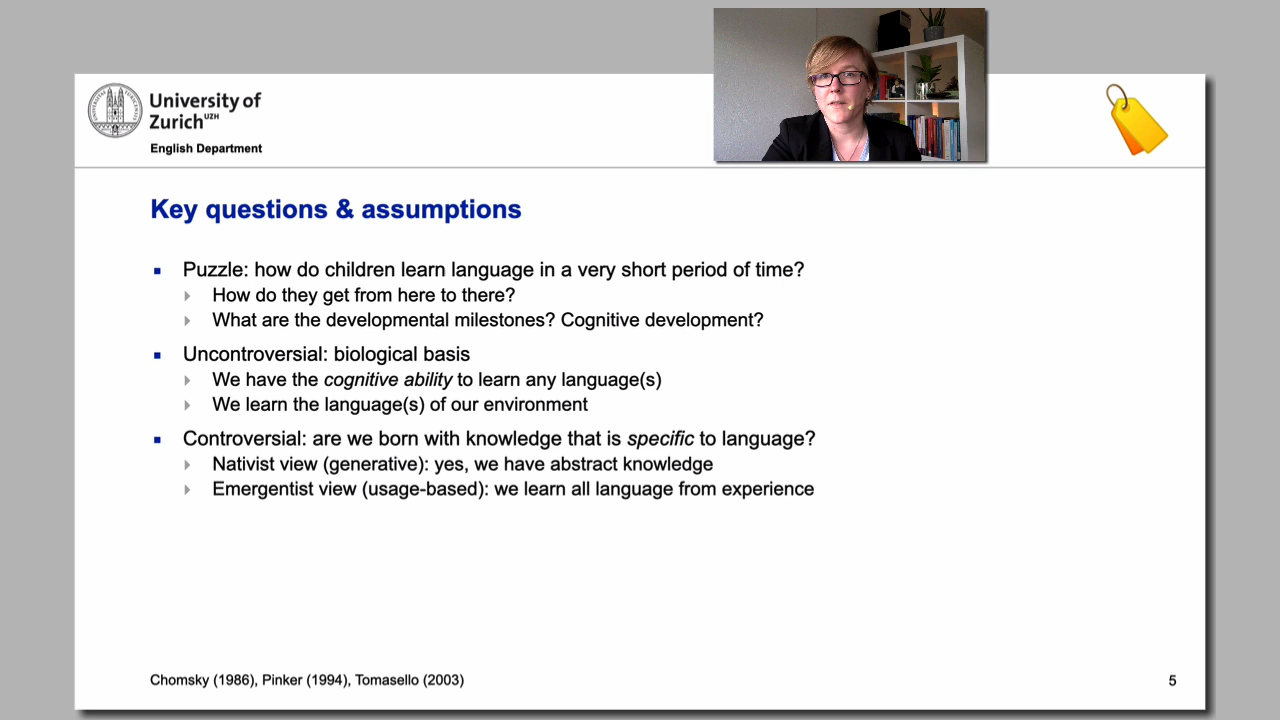 University of
Zurich UZH
English Department
Key questions & assumptions
Puzzle: how do children learn language in a very short period of time?
How do they get from here to there?
What are the developmental milestones? Cognitive development?
Uncontroversial: biological basis
We have the cognitive ability to learn any language(s)
We learn the language(s) of our environment
Controversial: are we born with knowledge that is specific to language?
Nativist view (generative): yes, we have abstract knowledge
Emergentist view (usage-based): we learn all language from experience
Chomsky (1986), Pinker (1994), Tomasello (2003)
5